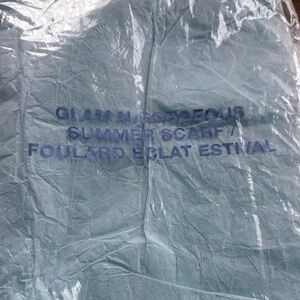 GLAM N GORGEOUS
SUMMER SCARF /
FOULARD ECLAT ESTIVAL